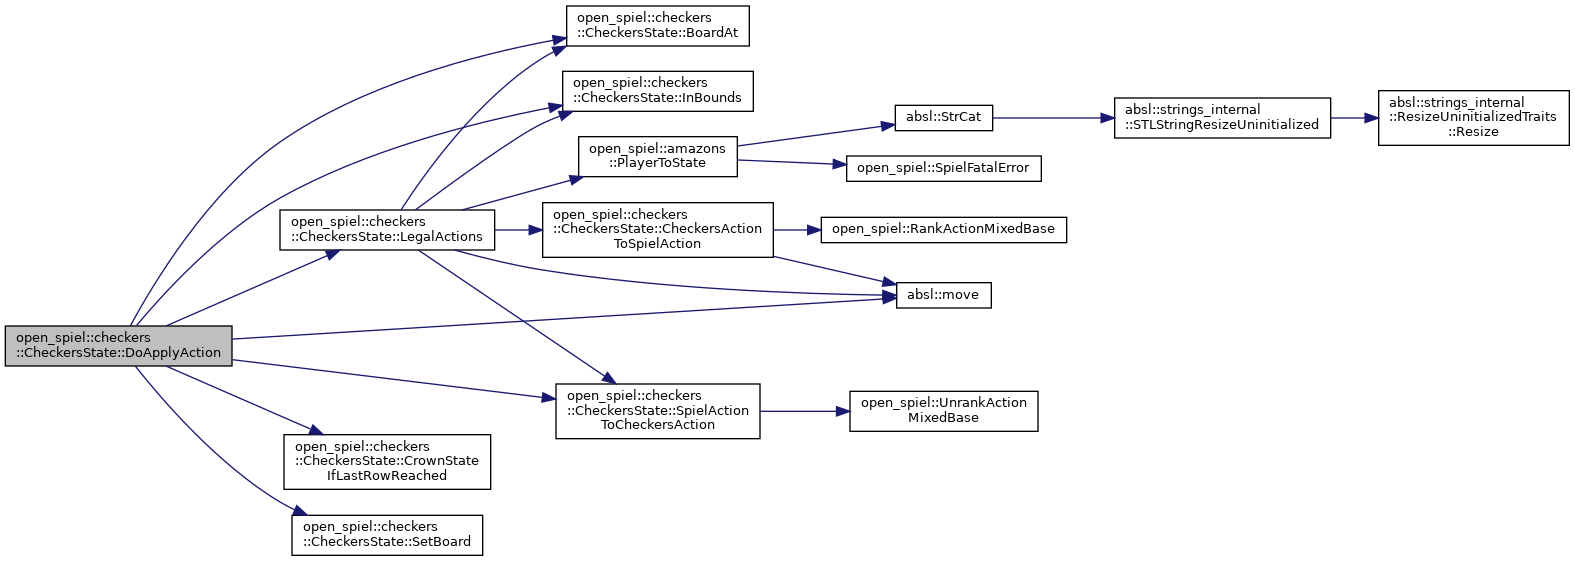 open_spiel::checkers
::CheckersState::BoardAt
open_spiel::checkers
::CheckersState::InBounds
absl::strings_internal
::ResizeUninitializedTraits
::Resize
absl::strings_internal
::STLStringResizeUninitialized
absl::StrCat
open_spiel::amazons
::PlayerToState
open_spiel::SpielFatalError
open_spiel::checkers
::CheckersState::LegalActions
open_spiel::checkers
::CheckersState::CheckersAction
ToSpielAction
open_spiel::RankActionMixedBase
absl::move
open_spiel::checkers
::CheckersState::DoApplyAction
open_spiel::checkers
::CheckersState::SpielAction
ToCheckersAction
open_spiel::UnrankAction
MixedBase
open_spiel::checkers
::CheckersState::CrownState
IfLastRowReached
open_spiel::checkers
::CheckersState::SetBoard